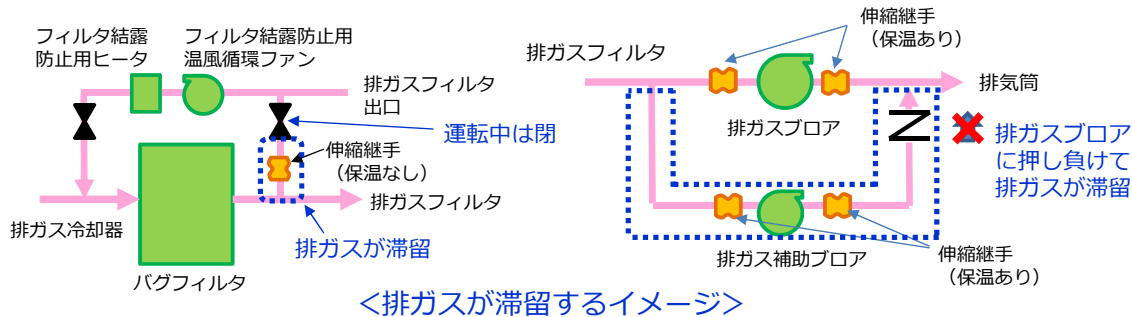 フィルタ結露
防止用ヒータ
フィルタ結露防止用
温風循環ファン
排ガスフィルタ
出口
運転中は閉
伸縮継手
（保温なし）
排ガスフィルタ
排ガス冷却器
排ガスが滞留
バグフィルタ
伸縮継手
（保温あり）
排ガスフィルタ
排気筒
排ガスブロア
排ガスブロア
に押し負けて
排ガスが滞留
排ガス補助ブロア
伸縮継手
（保温あり）
＜排ガスが滞留するイメージ＞